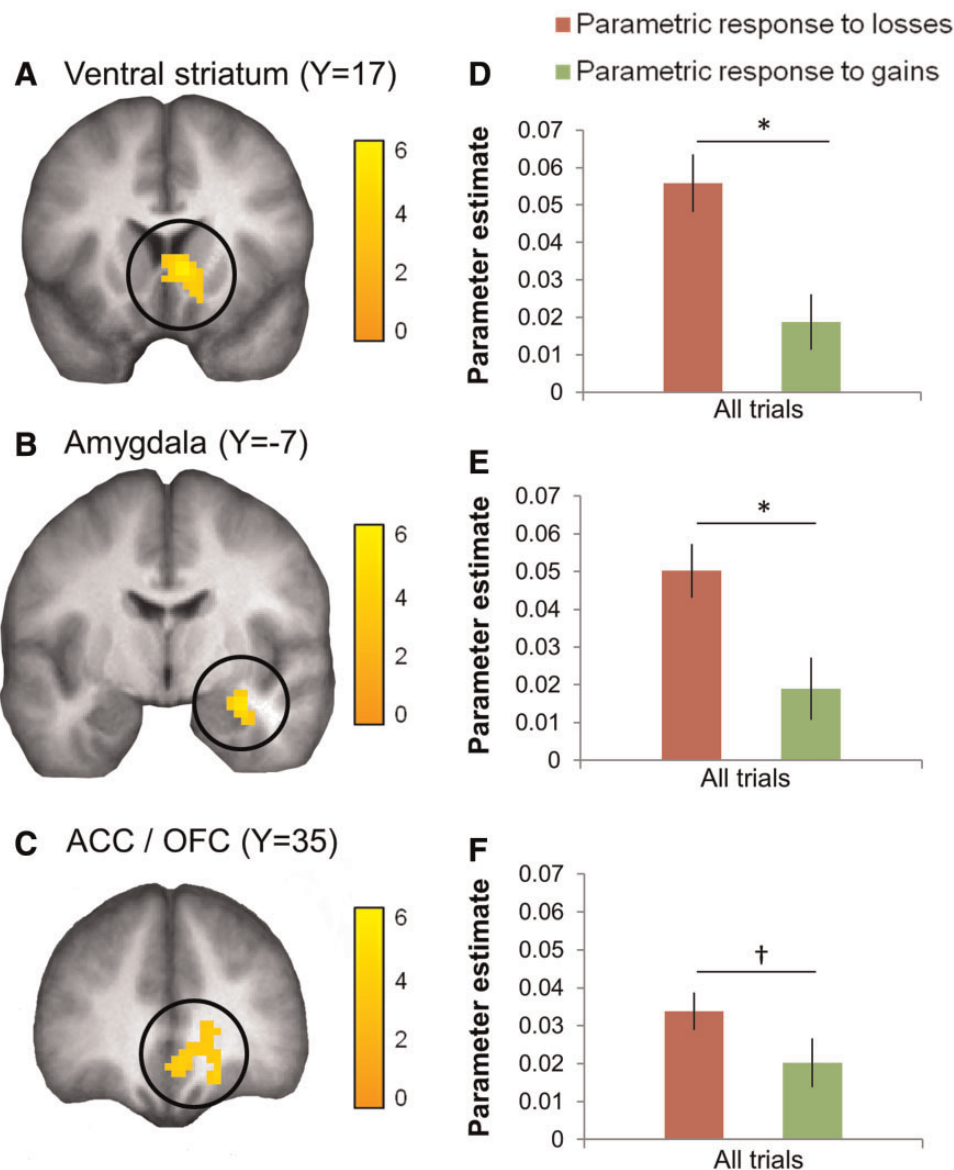 Parametric response to losses
Parametric response to gains
A Ventral striatum (Y=17)
6
4
2
0
D
Parameter estimate
0.07
0.06
0.05
0.04
0.03
0.02
0.01
0
*
All trials
B Amygdala (Y=-7)
6
4
2
0
E
Parameter estimate
0.07
0.06
0.05
0.04
0.03
0.02
0.01
0
*
All trials
C ACC / OFC (Y=35)
6
4
2
0
F
Parameter estimate
0.07
0.06
0.05
0.04
0.03
0.02
0.01
0
†
All trials